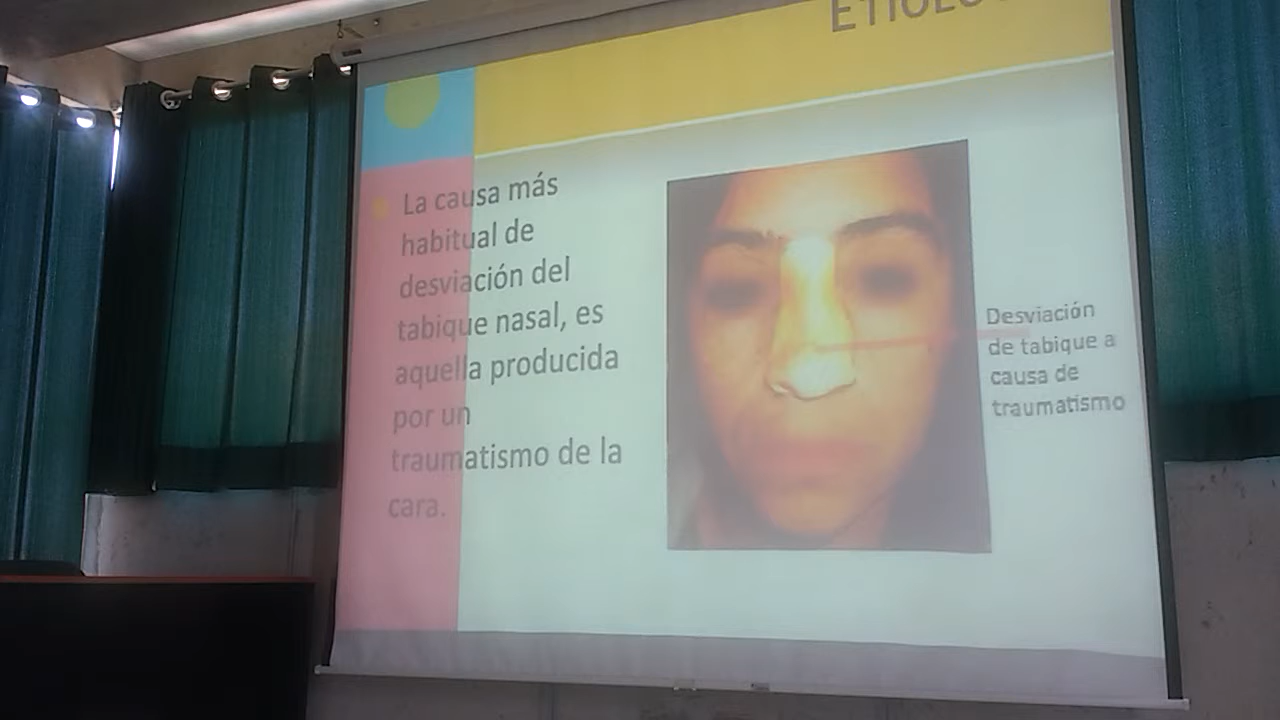 La causa más
habitual de
desviación del
tabique nasal, es
aquella producida
por un
traumatismo de la
cara.
Desviación
de tabique a
causa de
traumatismo